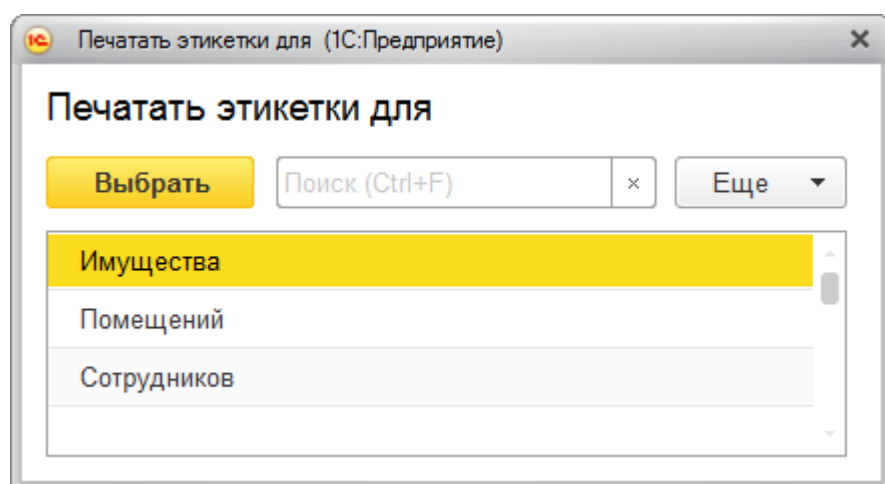 1С Печатать этикетки для (1С:Предприятие)
Печатать этикетки для
Выбрать Поиск (Ctrl+F) × Еще
Имущества
Помещений
Сотрудников